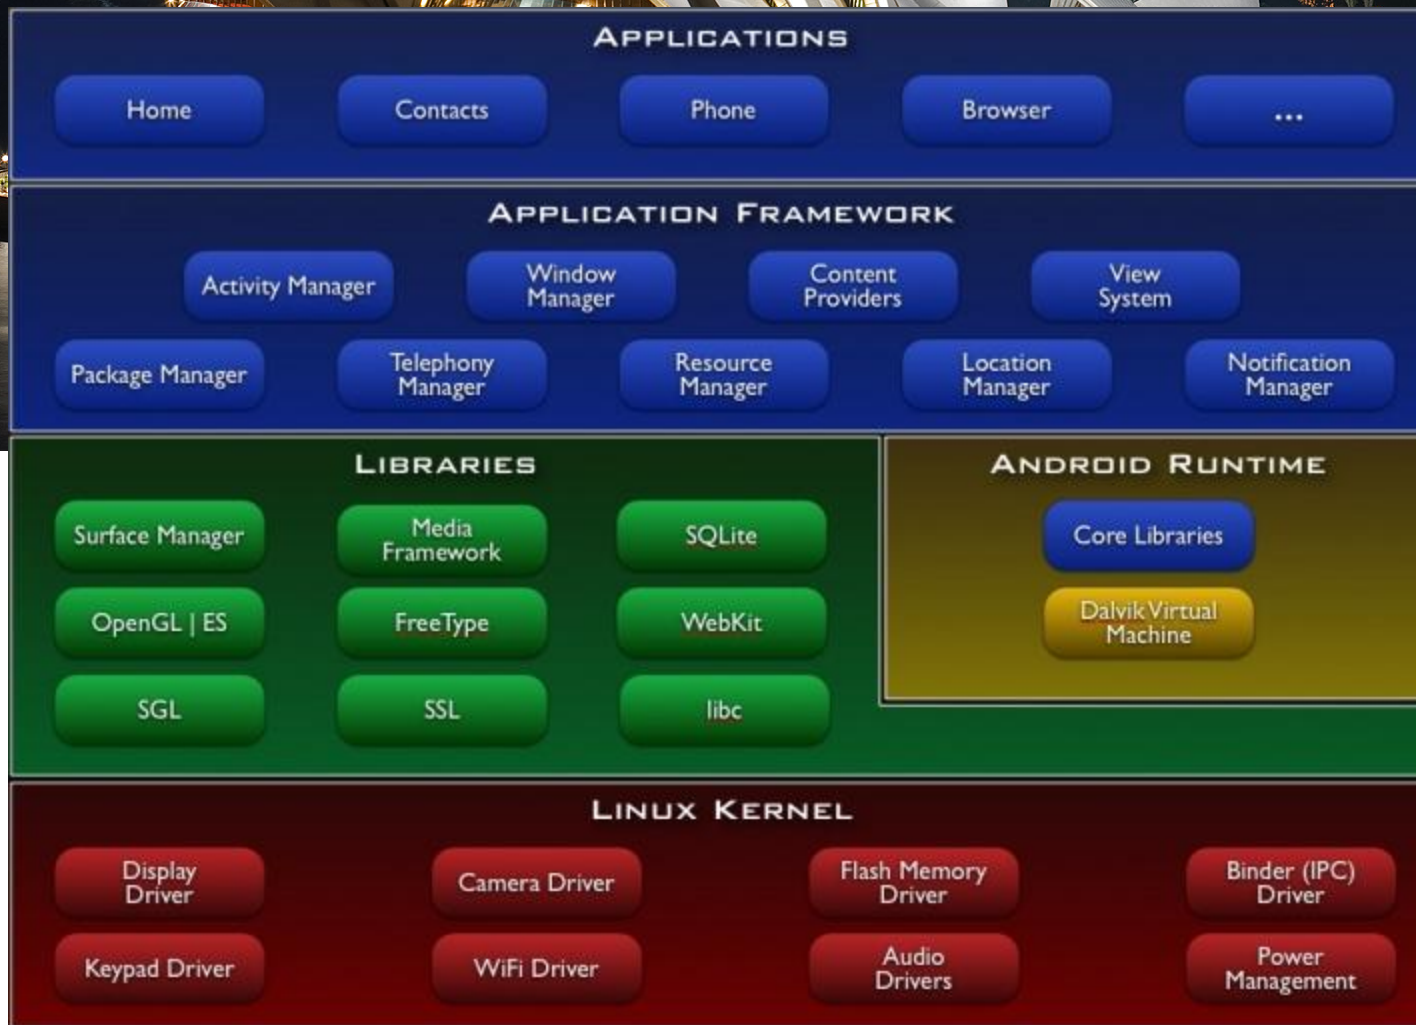 APPLICATIONS
Home
Contacts
Phone
Browser
...
APPLICATION FRAMEWORK
Activity Manager
Window
Manager
Content
Providers
View
System
Package Manager
Telephony
Manager
Resource
Manager
Location
Manager
Notification
Manager
LIBRARIES
Surface Manager
Media
Framework
SQLite
OpenGL | ES
FreeType
WebKit
SGL
SSL
libc
ANDROID RUNTIME
Core Libraries
Dalvik Virtual
Machine
LINUX KERNEL
Display
Driver
Camera Driver
Flash Memory
Driver
Binder (IPC)
Driver
Keypad Driver
WiFi Driver
Audio
Drivers
Power
Management